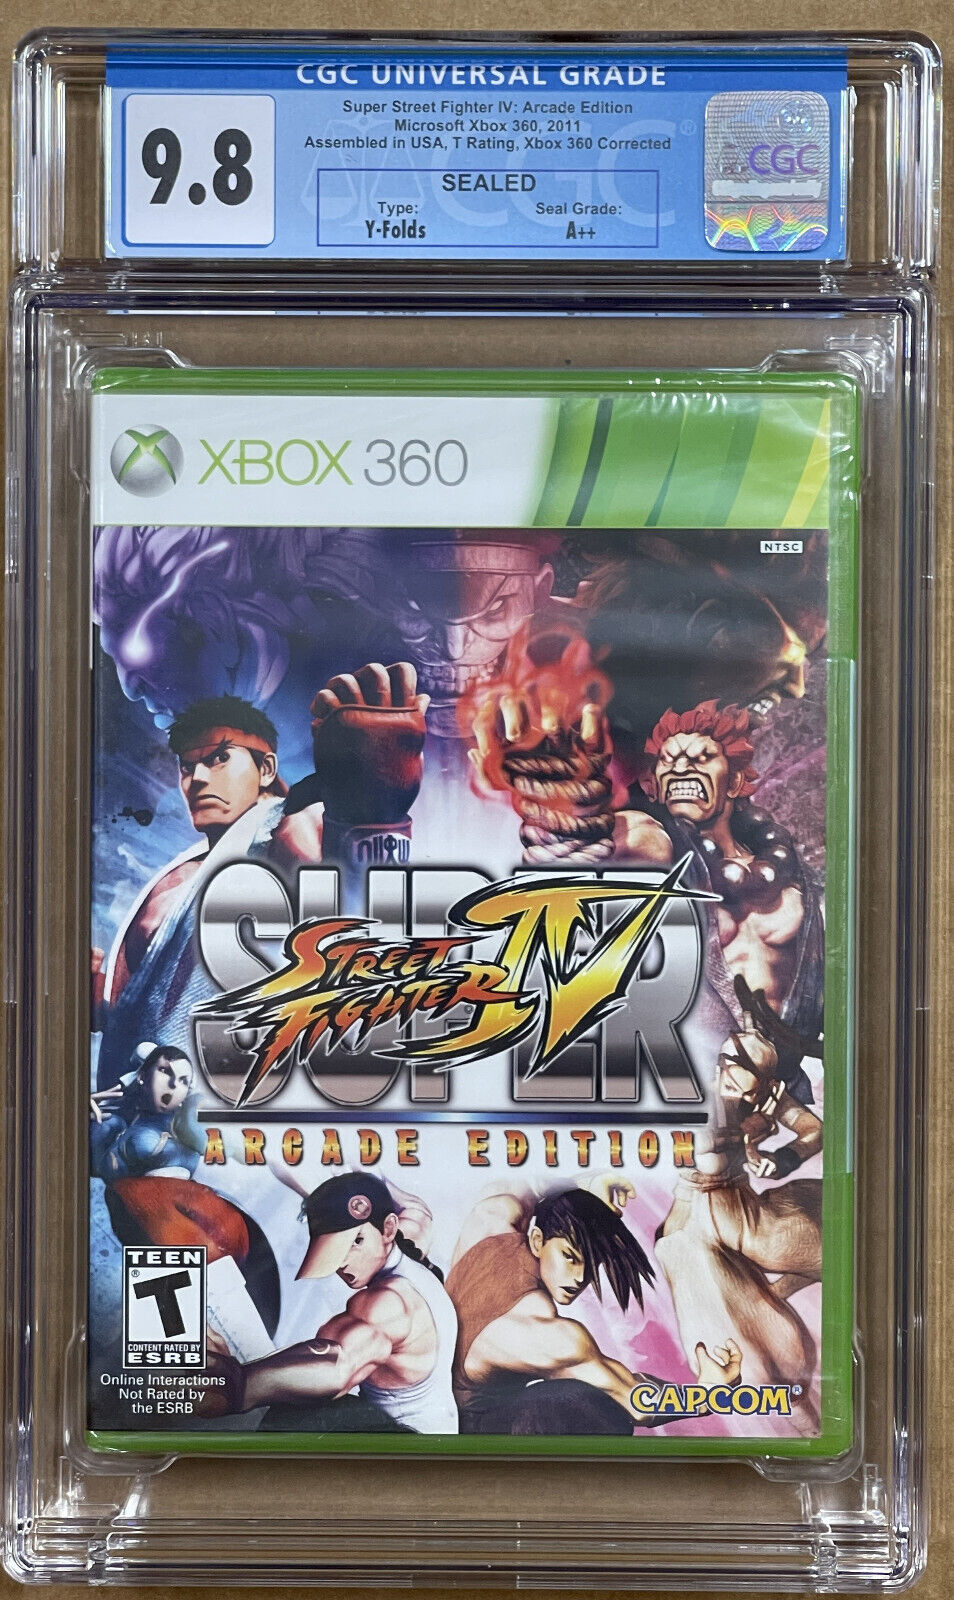 CGC UNIVERSAL GRADE
9.8
Super Street Fighter IV: Arcade Edition
Microsoft Xbox 360, 2011
Assembled in USA, T Rating, Xbox 360 Corrected
SEALED
Type:
Y-Folds
Seal Grade:
A++
CGC
CGC
XBOX 360
NTSC
SUPER
STREET
FIGHTER IV
ARCADE EDITION
TEEN
T
CONTENT RATED BY
ESRB
Online Interactions
Not Rated by
the ESRB
CAPCOM